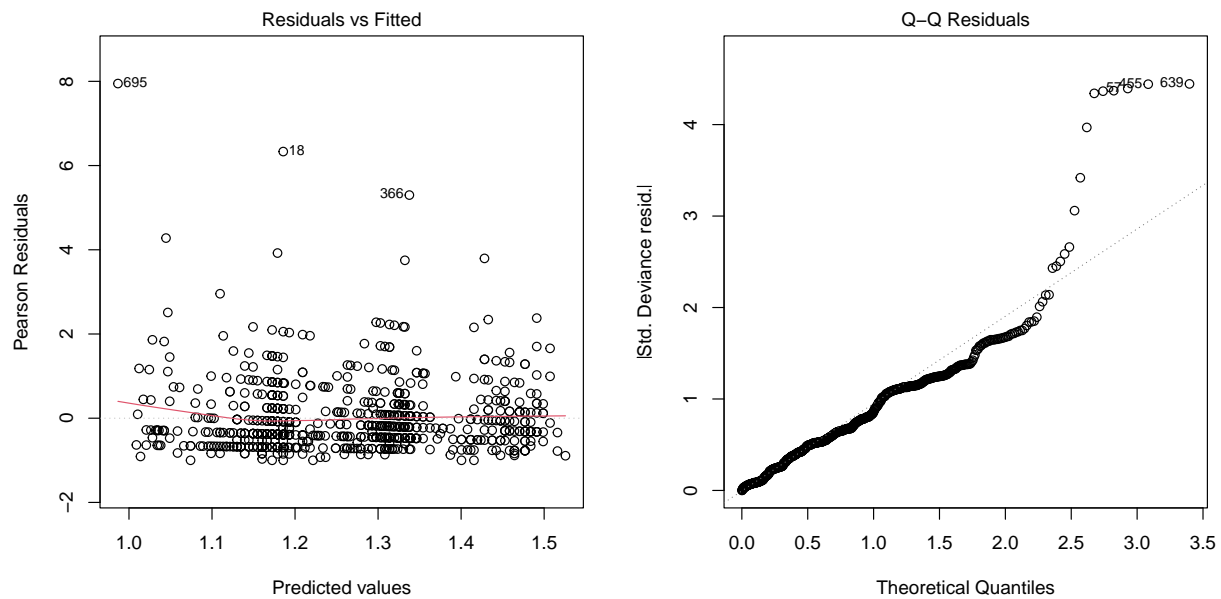 Residuals vs Fitted
Pearson Residuals
8
6
4
2
0
−2
695
18
366
1.0 1.1 1.2 1.3 1.4 1.5
Predicted values
Q−Q Residuals
|Std. Deviance resid.|
4
3
2
1
0
455
639
0.0 0.5 1.0 1.5 2.0 2.5 3.0 3.5
Theoretical Quantiles